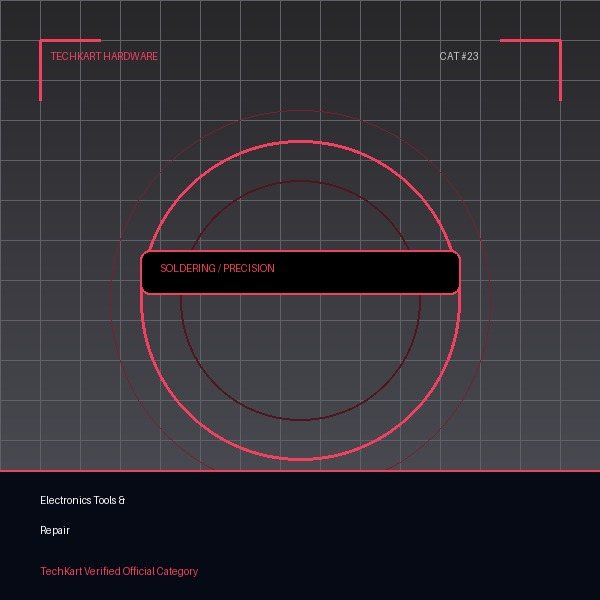 TECHKART HARDWARE
CAT #23
SOLDERING / PRECISION
Electronics Tools &
Repair
TechKart Verified Official Category